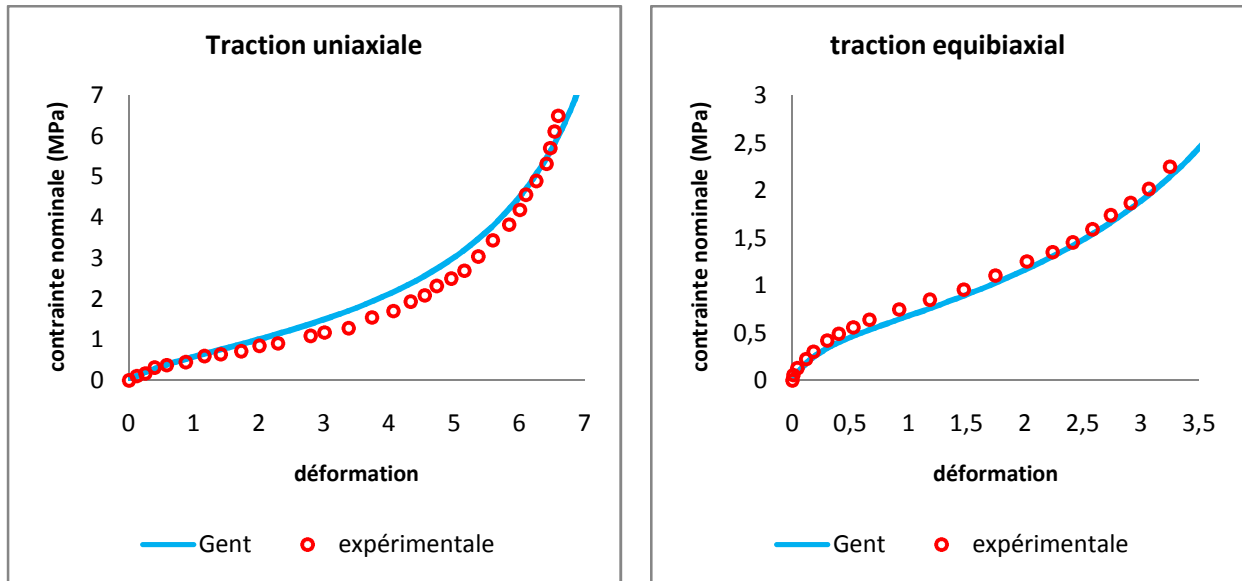 Traction uniaxiale
contrainte nominale (MPa)
7
6
5
4
3
2
1
0
0 1 2 3 4 5 6 7
déformation
Gent expérimentale
traction equibiaxial
contrainte nominale (MPa)
3
2,5
2
1,5
1
0,5
0
0 0,5 1 1,5 2 2,5 3 3,5
déformation
Gent expérimentale